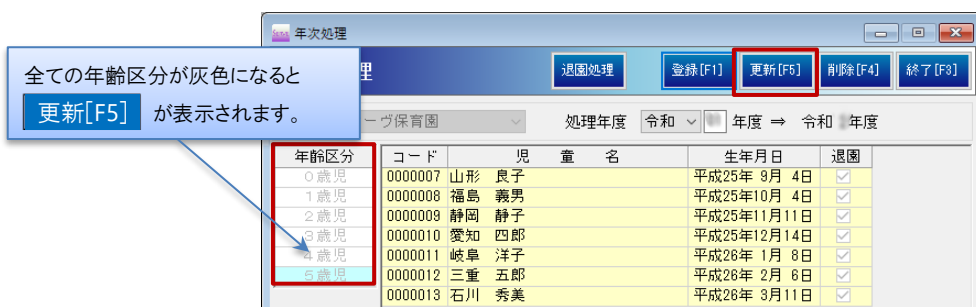 年次処理
全ての年齢区分が灰色になると
更新[F5] が表示されます。
理
退園処理 登録[F1] 更新[F5] 削除[F4] 終了[F3]
ーヴ保育園 処理年度 令和 年度 ⇒ 令和 年度
年齢区分 コード 児童名 生年月日 退園
0歳児 0000007 山形 良子 平成25年 9月 4日
1歳児 0000008 福島 義男 平成25年10月 4日
2歳児 0000009 静岡 静子 平成25年11月11日
3歳児 0000010 愛知 四郎 平成25年12月14日
4歳児 0000011 岐阜 洋子 平成26年 1月 8日
5歳児 0000012 三重 五郎 平成26年 2月 6日
0000013 石川 秀美 平成26年 3月11日